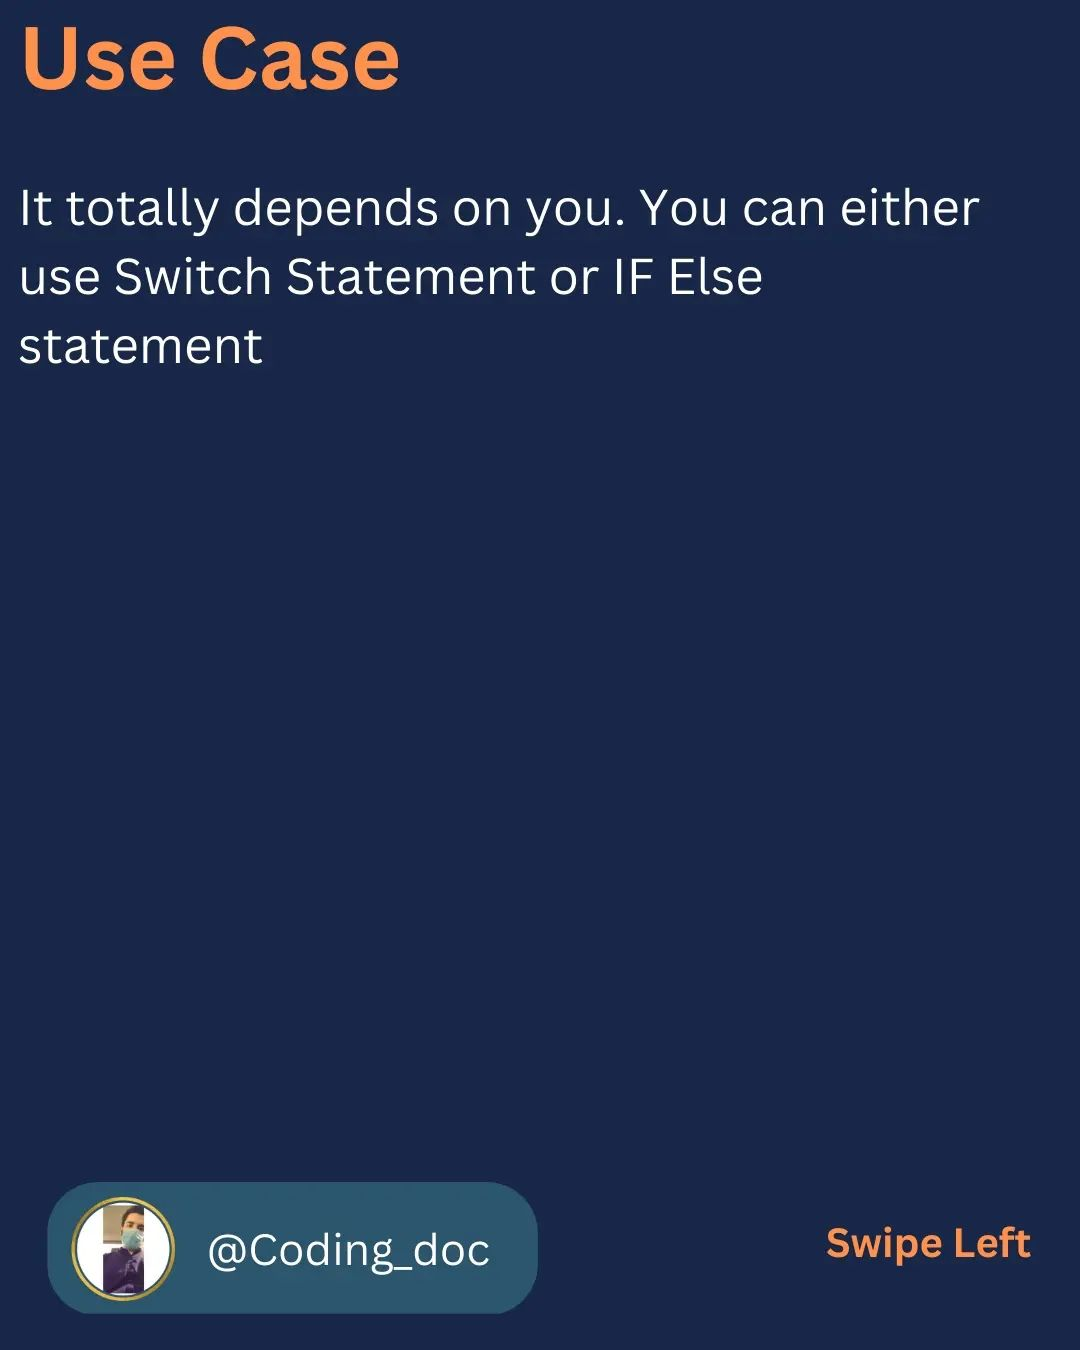 Use Case
It totally depends on you. You can either
use Switch Statement or IF Else
statement
@Coding_doc
Swipe Left